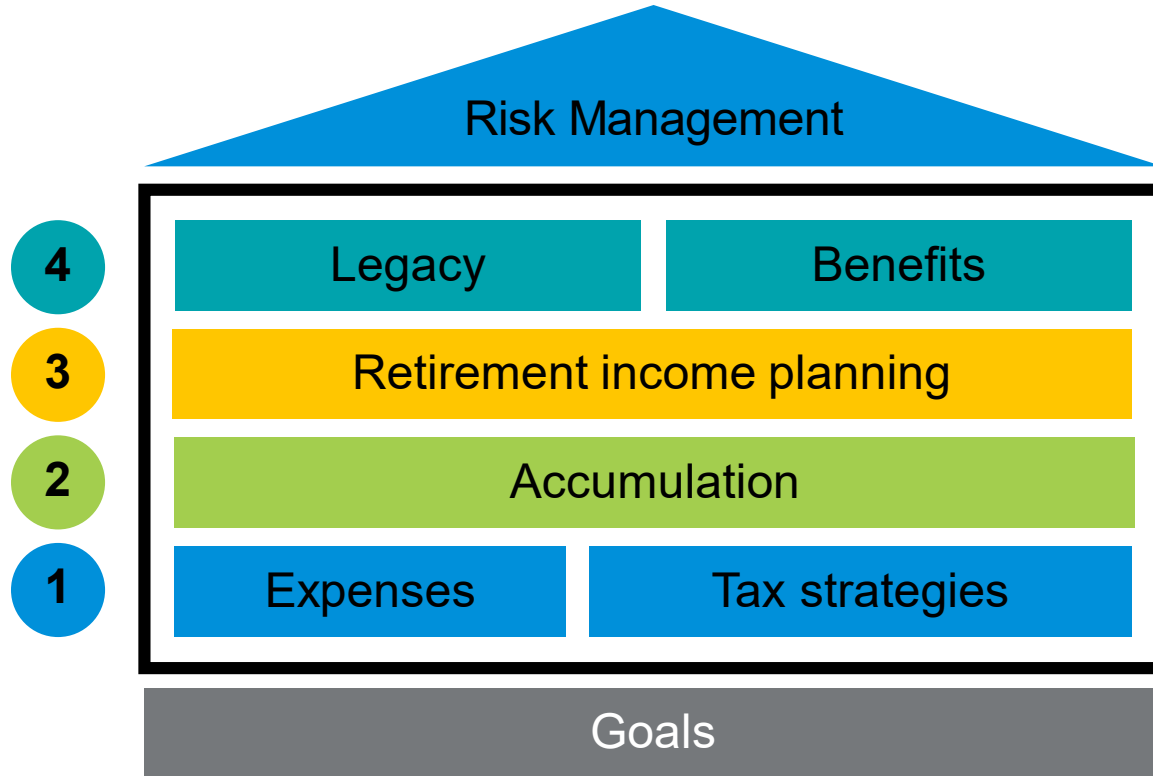 Risk Management
4
Legacy
Benefits
3
Retirement income planning
2
Accumulation
1
Expenses
Tax strategies
Goals